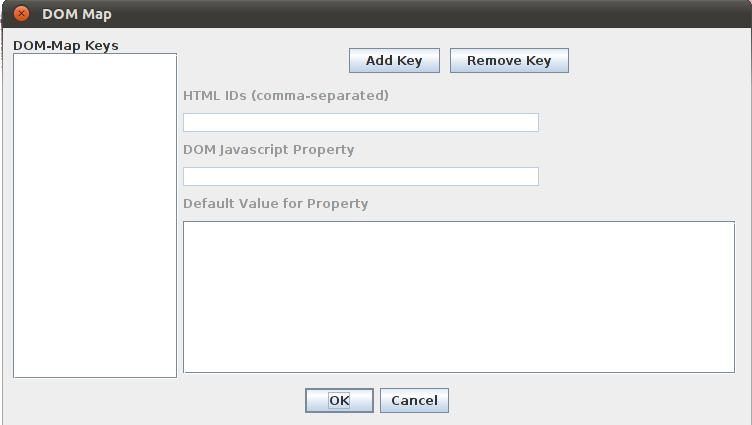 DOM Map
DOM-Map Keys
Add Key
Remove Key
HTML IDs (comma-separated)
DOM Javascript Property
Default Value for Property
OK
Cancel